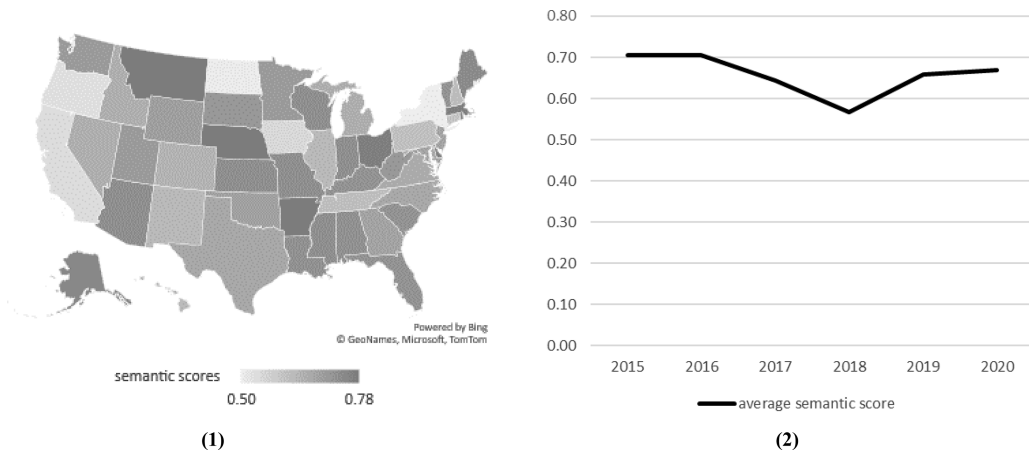 Powered by Bing
© GeoNames, Microsoft, TomTom
semantic scores
0.50 0.78
(1)
0.80
0.70
0.60
0.50
0.40
0.30
0.20
0.10
0.00
2015 2016 2017 2018 2019 2020
average semantic score
(2)